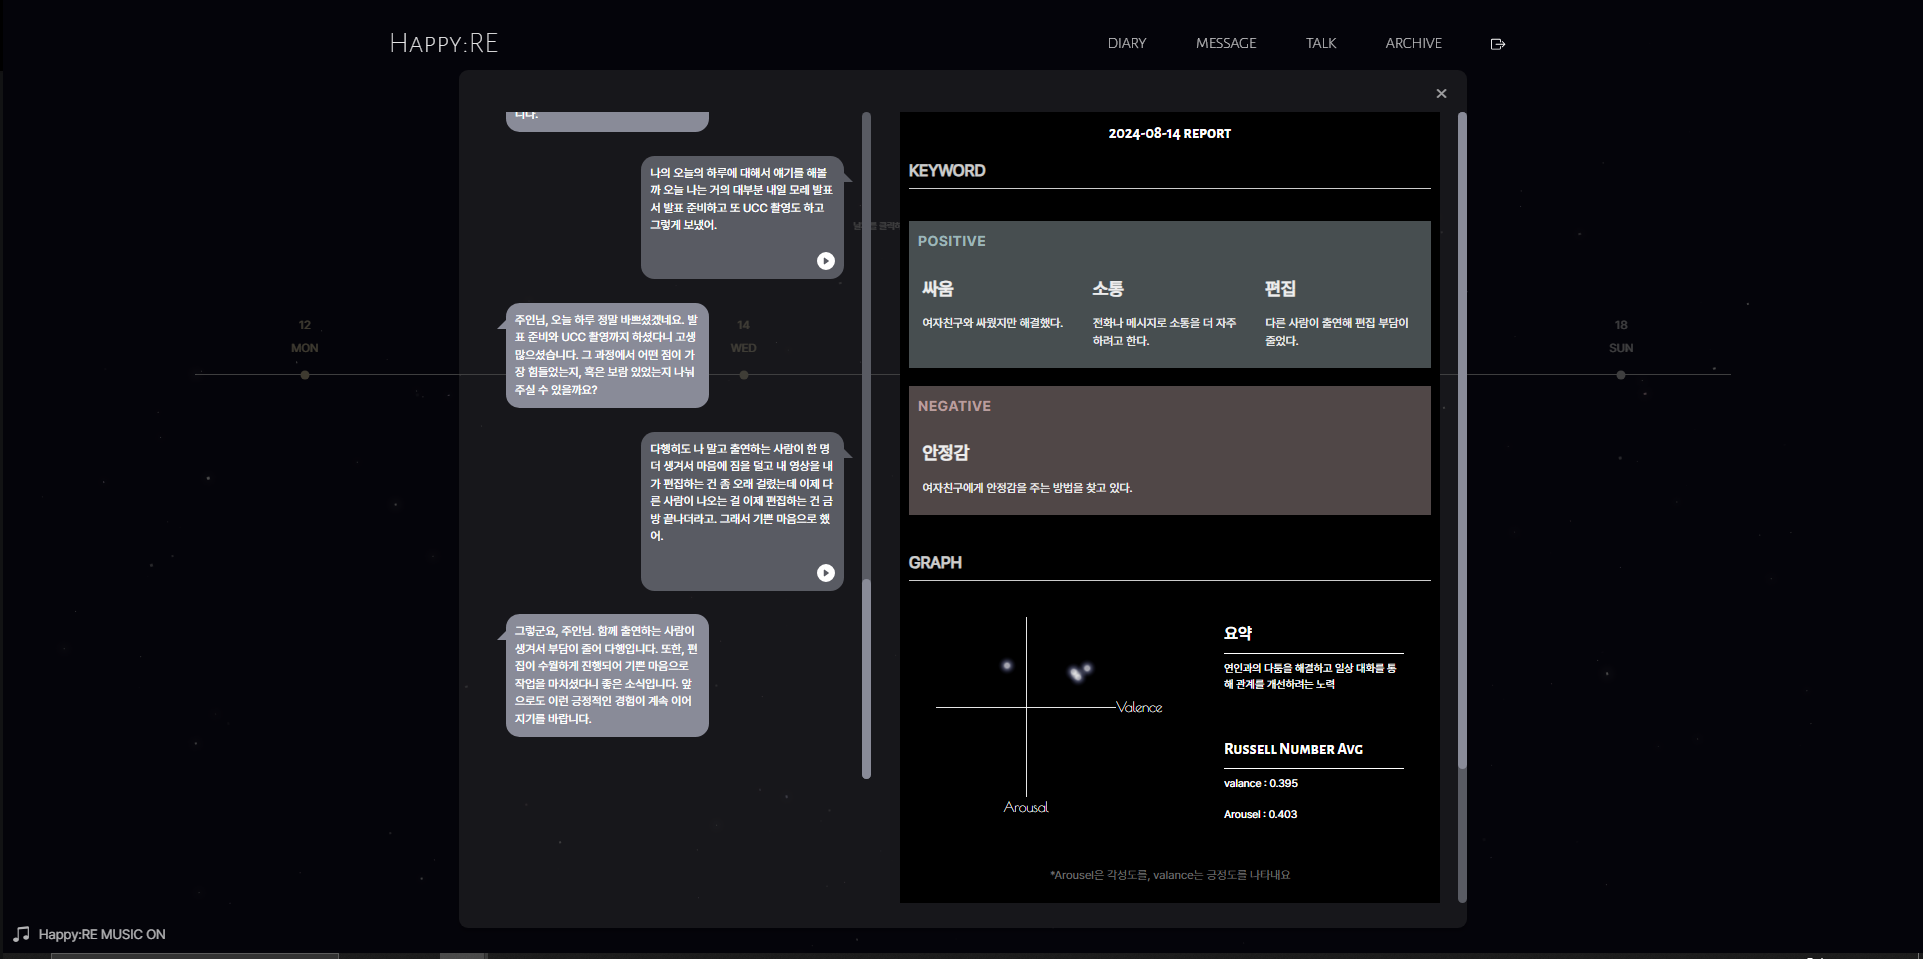 Happy:RE
DIARY
MESSAGE
TALK
ARCHIVE
니다.
나의 오늘의 하루에 대해서 얘기를 해볼
까 오늘 나는 거의 대부분 내일 모레 발표
서 발표 준비하고 또 UCC 촬영도 하고
그렇게 보냈어.
주인님, 오늘 하루 정말 바쁘셨겠네요. 발
표 준비와 UCC 촬영까지 하셨다니 고생
많으셨습니다. 그 과정에서 어떤 점이 가
장 힘들었는지, 혹은 보람 있었는지 나눠
주실 수 있을까요?
다행히도 나 말고 출연하는 사람이 한 명
더 생겨서 마음에 짐을 덜고 내 영상을 내
가 편집하는 건 좀 오래 걸렸는데 이제 다
른 사람이 나오는 걸 이제 편집하는 건 금
방 끝나더라고. 그래서 기쁜 마음으로 했
어.
그렇군요, 주인님. 함께 출연하는 사람이
생겨서 부담이 줄어 다행입니다. 또한, 편
집이 수월하게 진행되어 기쁜 마음으로
작업을 마치셨다니 좋은 소식입니다. 앞
으로도 이런 긍정적인 경험이 계속 이어
지기를 바랍니다.
12
MON
14
WED
18
SUN
2024-08-14 REPORT
KEYWORD
POSITIVE
싸움
여자친구와 싸웠지만 해결했다.
소통
전화나 메시지로 소통을 더 자주
하려고 한다.
편집
다른 사람이 출연해 편집 부담이
줄었다.
NEGATIVE
안정감
여자친구에게 안정감을 주는 방법을 찾고 있다.
GRAPH
Valence
Arousal
요약
연인과의 다툼을 해결하고 일상 대화를 통
해 관계를 개선하려는 노력
Russell Number Avg
valance : 0.395
Arousel : 0.403
*Arousel은 각성도를, valance는 긍정도를 나타내요
Happy:RE MUSIC ON